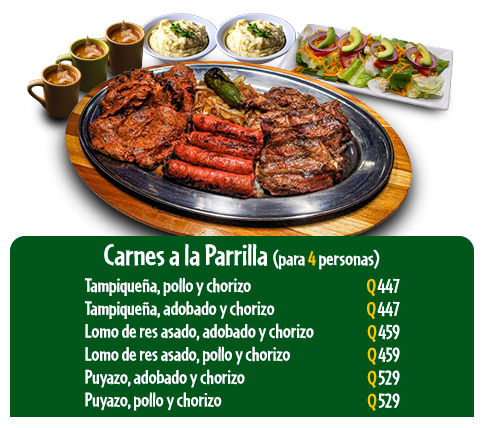 Carnes a la Parrilla (para 4 personas)
Tampiqueña, pollo y chorizo Q447
Tampiqueña, adobado y chorizo Q447
Lomo de res asado, adobado y chorizo Q459
Lomo de res asado, pollo y chorizo Q459
Puyazo, adobado y chorizo Q529
Puyazo, pollo y chorizo Q529